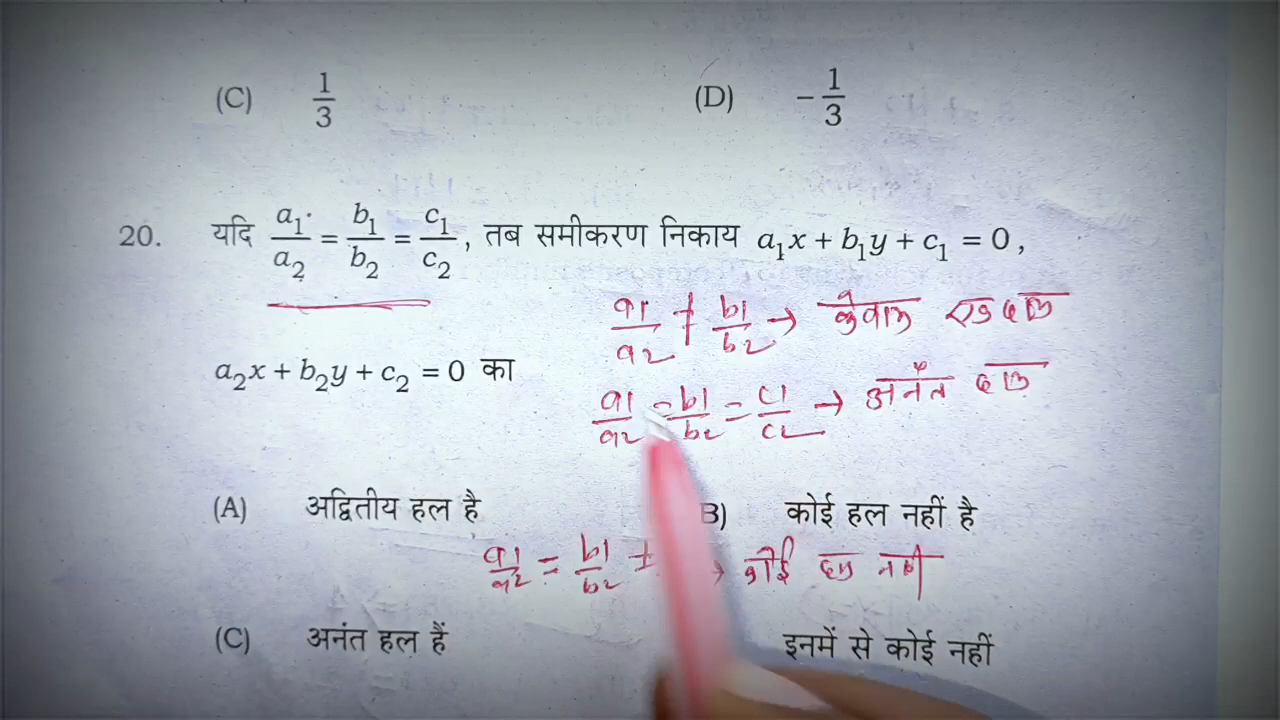 (C) 1/3 (D) - 1/3
20. यदि a₁/a₂ = b₁/b₂ = c₁/c₂, तब समीकरण निकाय a₁x + b₁y + c₁ = 0,
a1/a2 ≠ b1/b2 → केवल एक हल
a₂x + b₂y + c₂ = 0 का
a1/a2 = b1/b2 = c1/c2 → अनंत हल
(A) अद्वितीय हल है B) कोई हल नहीं है
a1/a2 = b1/b2 ≠ → कोई हल नहीं
(C) अनंत हल हैं इनमें से कोई नहीं